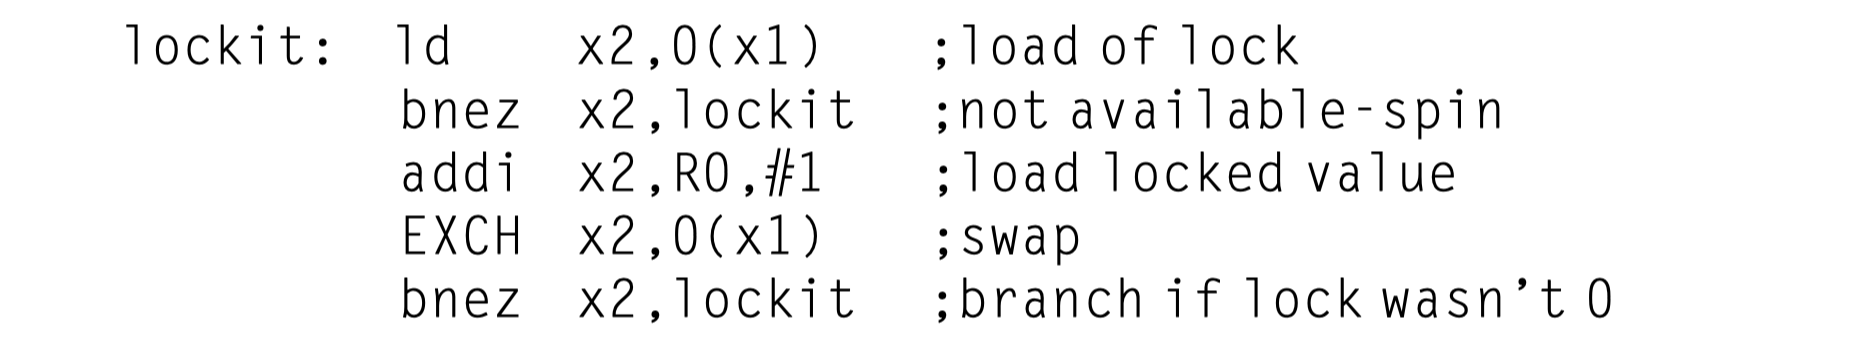 lockit: ld x2,0(x1) ;load of lock
bnez x2,lockit ;not available-spin
addi x2,R0,#1 ;load locked value
EXCH x2,0(x1) ;swap
bnez x2,lockit ;branch if lock wasn’t 0